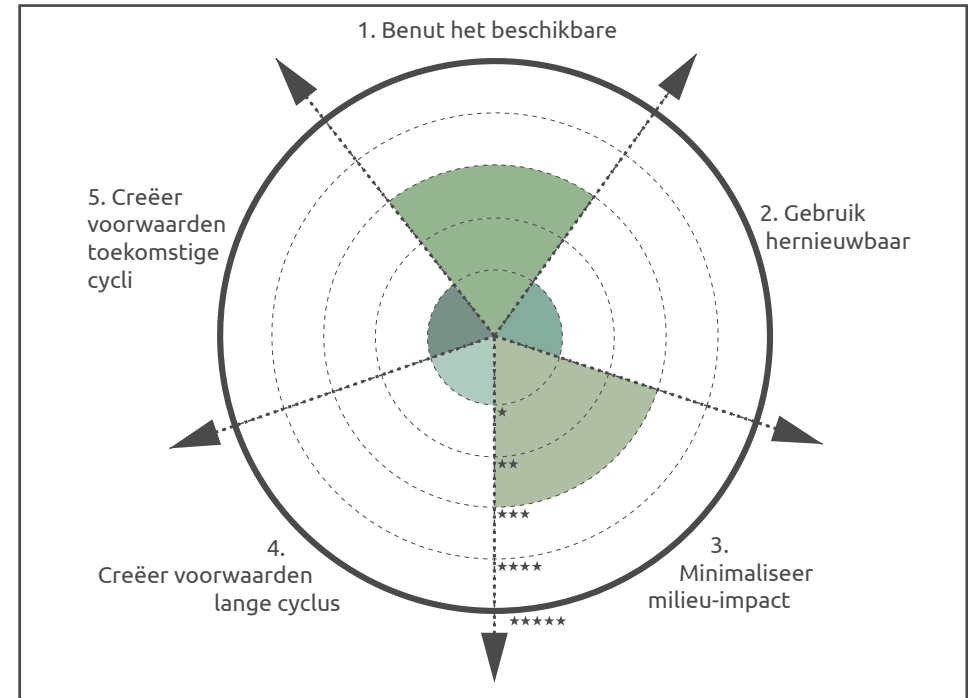 1. Benut het beschikbare
2. Gebruik
hernieuwbaar
3.
Minimaliseer
milieu-impact
4.
Creëer voorwaarden
lange cyclus
5. Creëer
voorwaarden
toekomstige
cycli
★
★★
★★★
★★★★
★★★★★